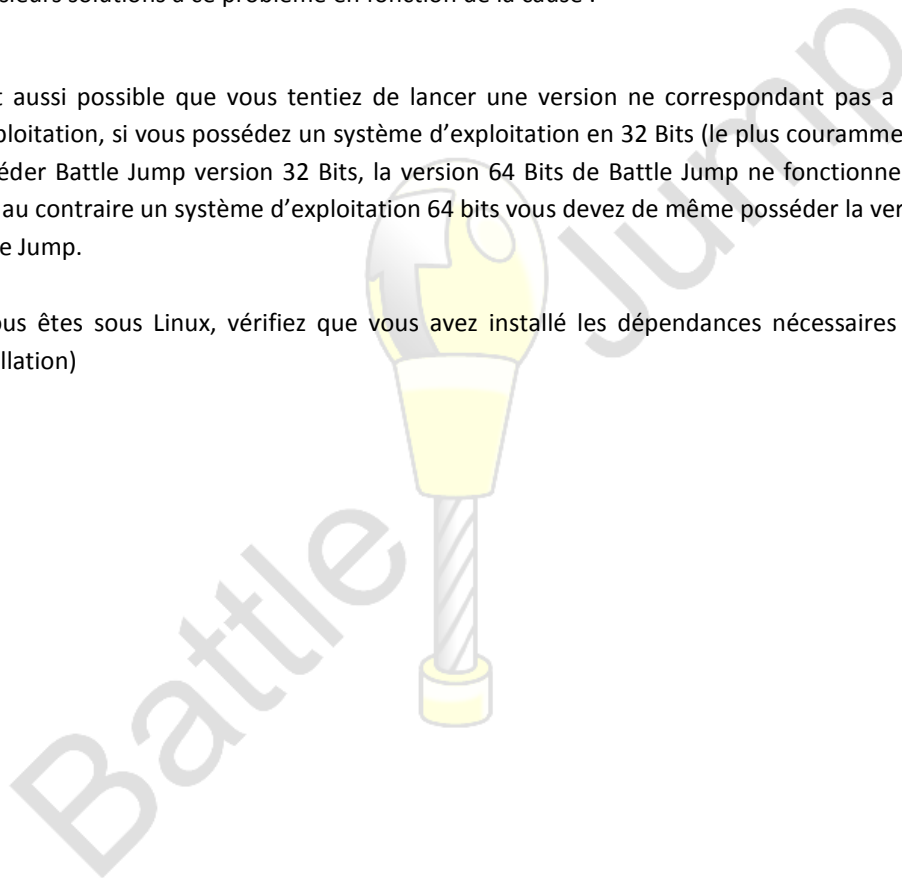 sieurs solutions à ce problème en fonction de la cause :
t aussi possible que vous tentiez de lancer une version ne correspondant pas a
ploitation, si vous possédez un système d’exploitation en 32 Bits (le plus couramme
éder Battle Jump version 32 Bits, la version 64 Bits de Battle Jump ne fonctionne
au contraire un système d’exploitation 64 bits vous devez de même posséder la ver
e Jump.
ous êtes sous Linux, vérifiez que vous avez installé les dépendances nécessaires
llation)
Battle Jump